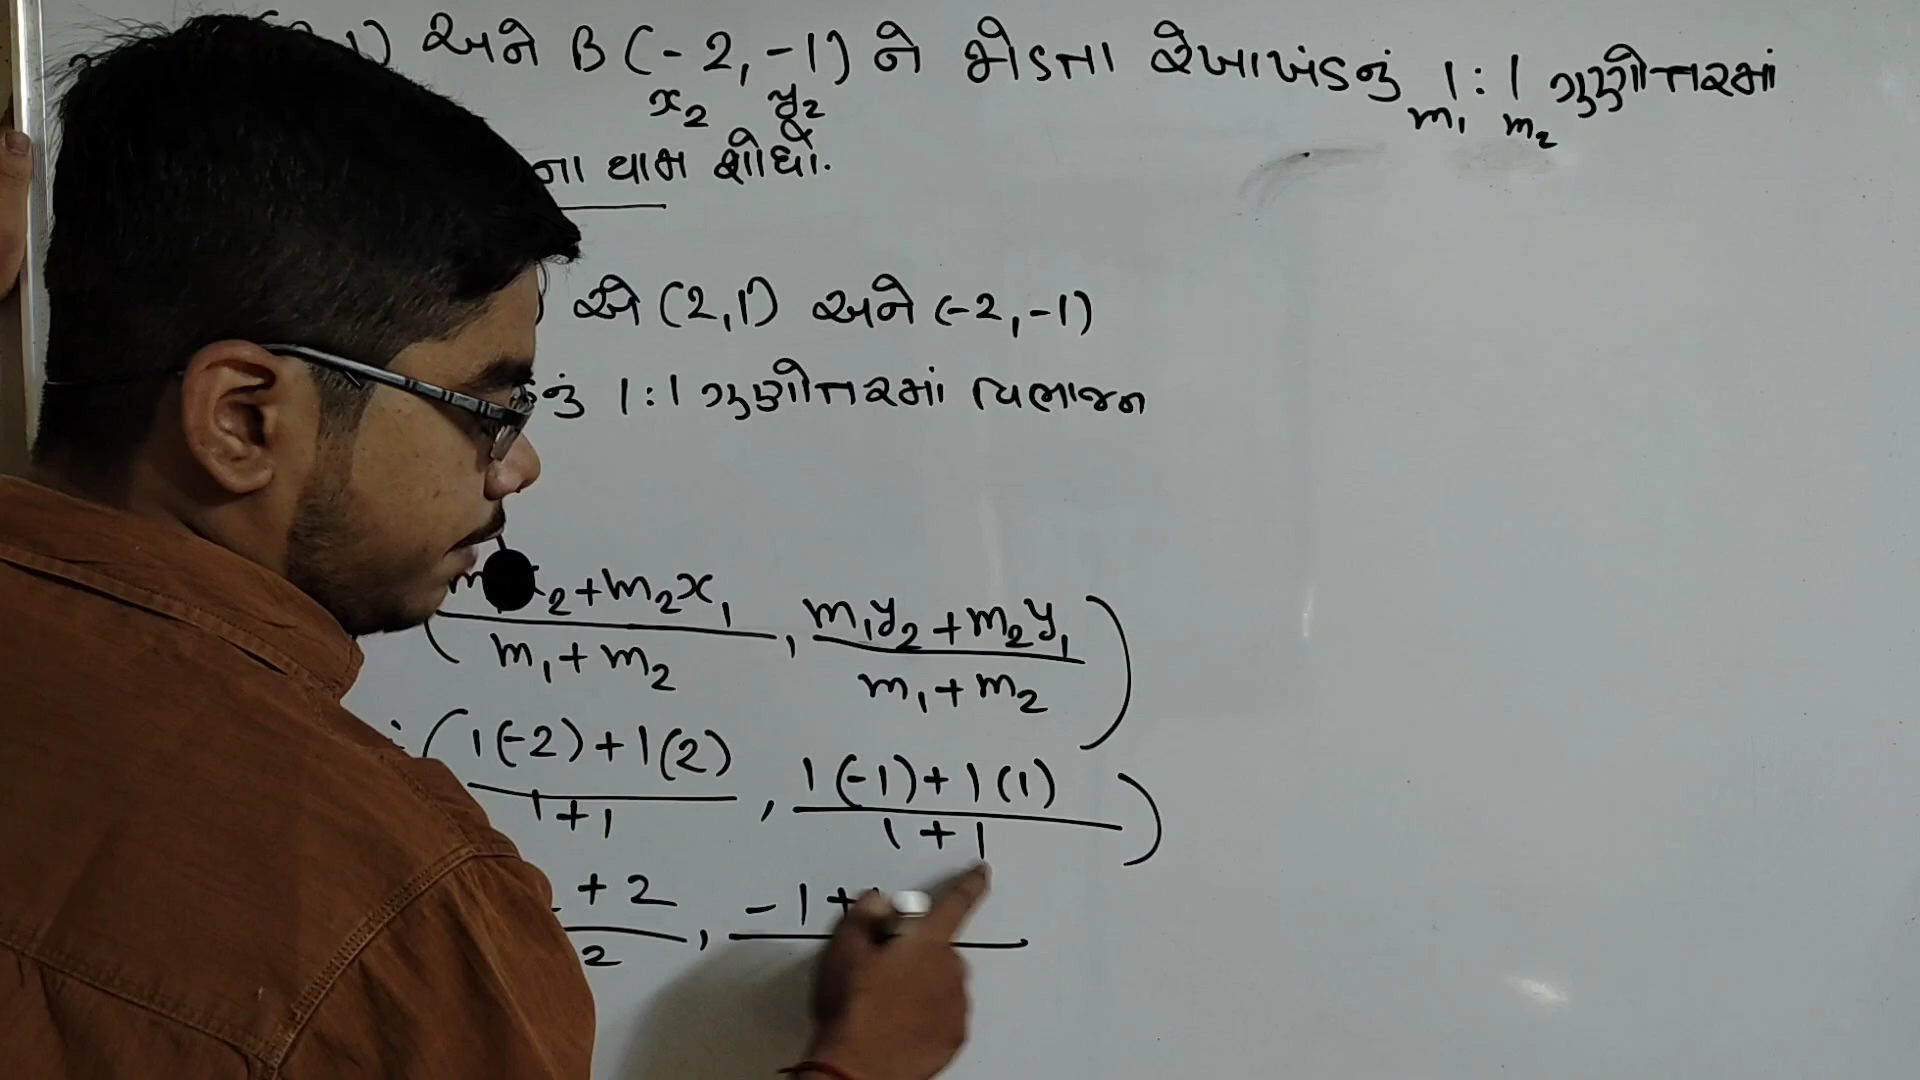 1) અને B (-2, -1) ને જોડતા રેખાખંડનું 1:1 ગુણોત્તરમાં
x₂ y₂ m₁ m₂
ના યામ શોધો.
) એ (2,1) અને (-2,-1)
નું 1:1 ગુણોત્તરમાં વિભાજન
₂+m₂x₁ / m₁+m₂ , m₁y₂+m₂y₁ / m₁+m₂ )
: ( 1(-2)+1(2) / 1+1 , 1(-1)+1(1) / 1+1 )
+2 / 2 , -1+